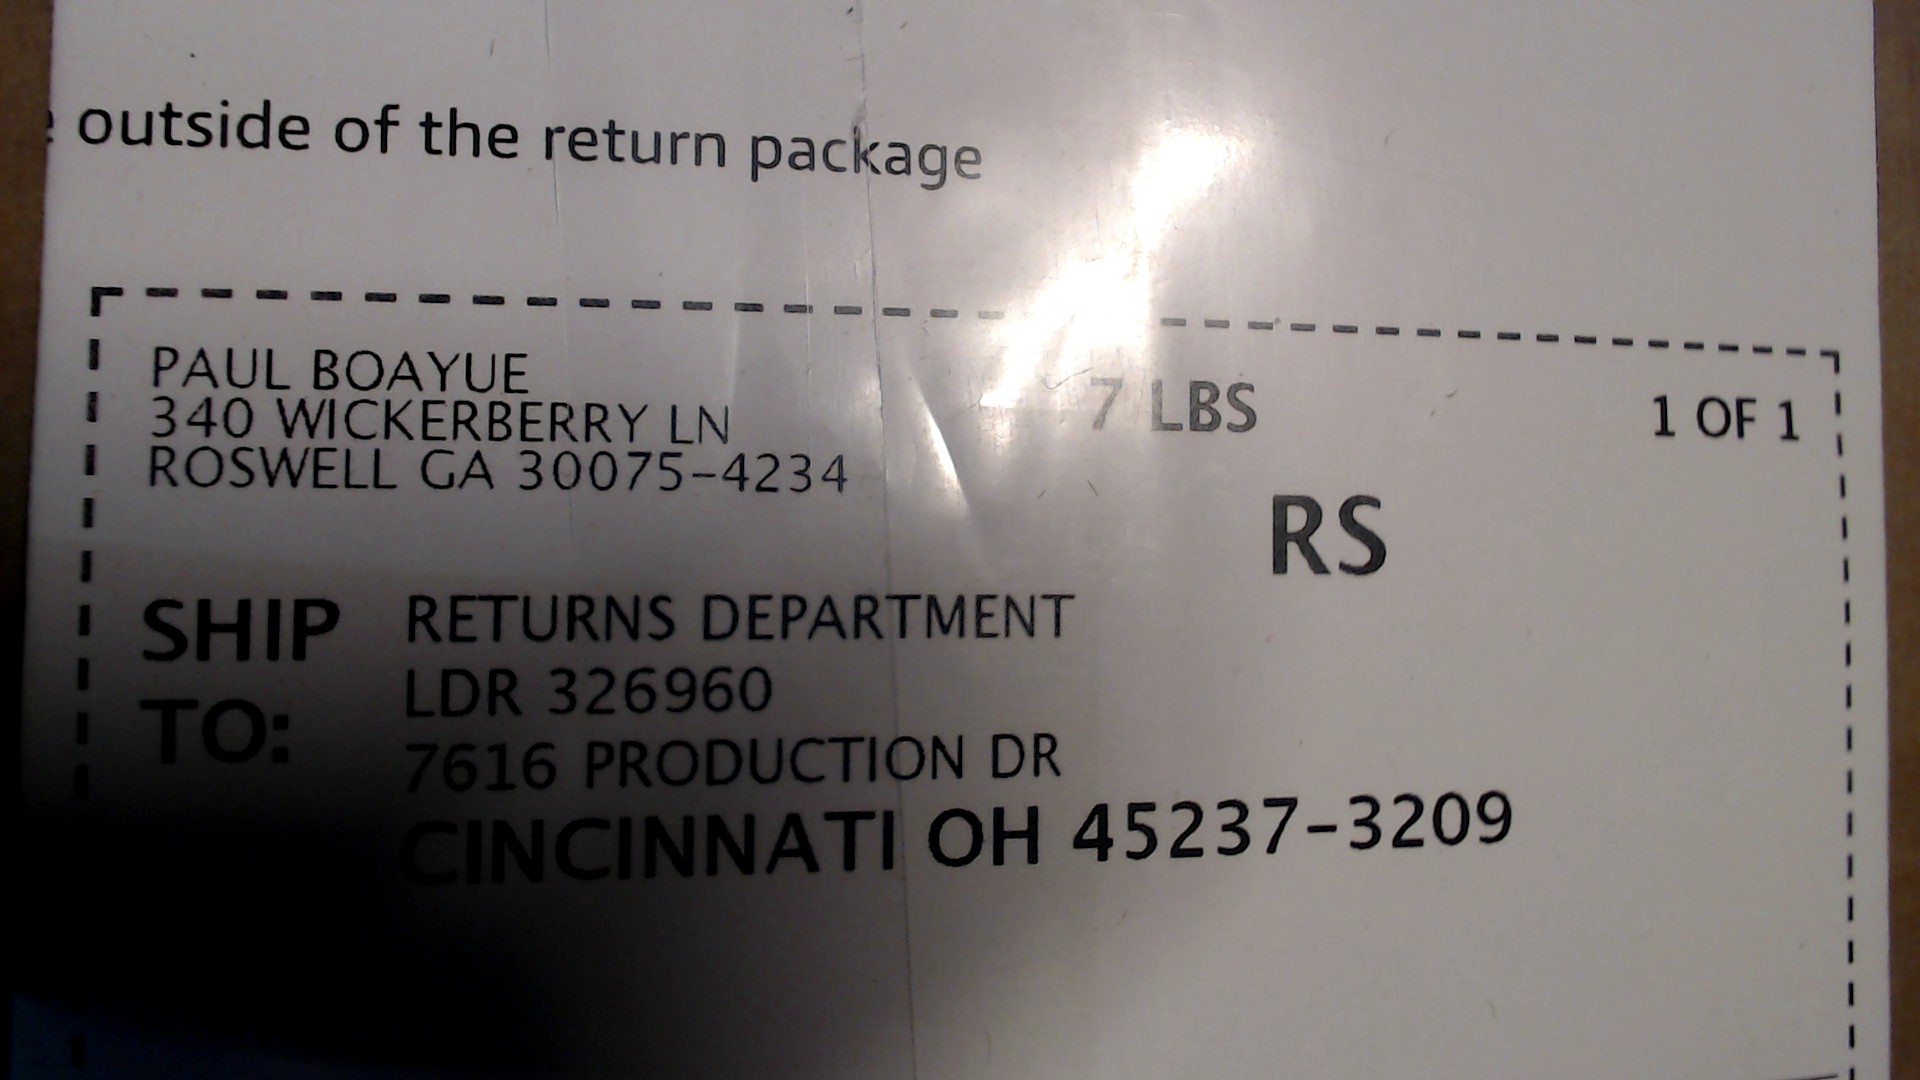 outside of the return package
PAUL BOAYUE
340 WICKERBERRY LN
ROSWELL GA 30075-4234
7 LBS
1 OF 1
RS
SHIP TO:
RETURNS DEPARTMENT
LDR 326960
7616 PRODUCTION DR
CINCINNATI OH 45237-3209